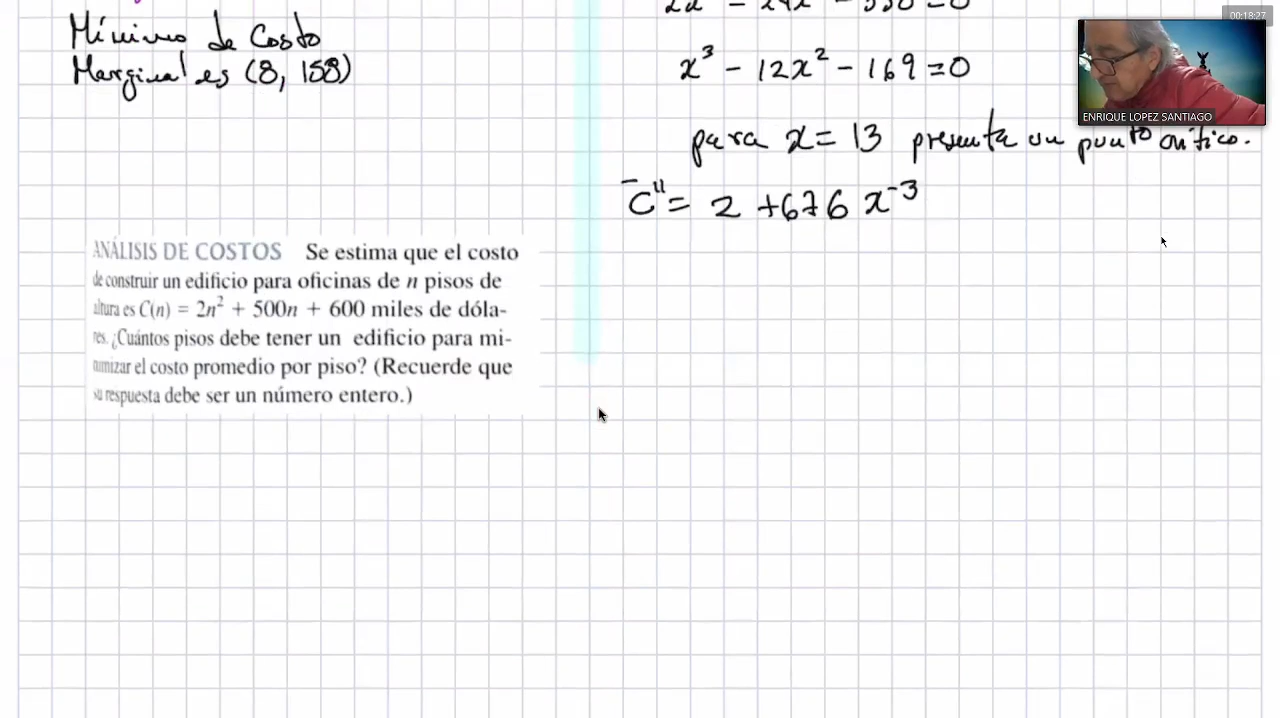 Mínimo de Costo
Marginal es (8, 158)
ANÁLISIS DE COSTOS Se estima que el costo
de construir un edificio para oficinas de n pisos de
altura es C(n) = 2n² + 500n + 600 miles de dóla-
res. ¿Cuántos pisos debe tener un edificio para mi-
nimizar el costo promedio por piso? (Recuerde que
su respuesta debe ser un número entero.)
x³ - 12x² - 169 = 0
para x = 13 presenta un punto crítico.
C̄'' = 2 + 676 x⁻³
00:18:27
ENRIQUE LOPEZ SANTIAGO